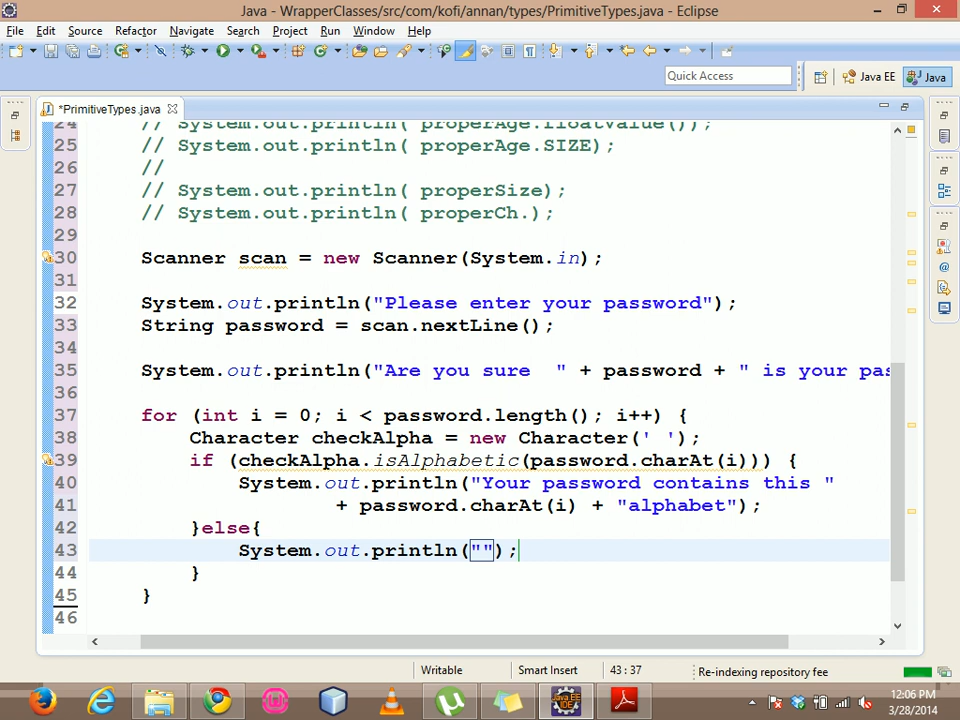 Java - WrapperClasses/src/com/kofi/annan/types/PrimitiveTypes.java - Eclipse
File Edit Source Refactor Navigate Search Project Run Window Help
Quick Access
Java EE
Java
*PrimitiveTypes.java
24 // System.out.println( properAge.floatValue());
25 // System.out.println( properAge.SIZE);
26 //
27 // System.out.println( properSize);
28 // System.out.println( properCh.);
29
30 Scanner scan = new Scanner(System.in);
31
32 System.out.println("Please enter your password");
33 String password = scan.nextLine();
34
35 System.out.println("Are you sure  " + password + " is your pas
36
37 for (int i = 0; i < password.length(); i++) {
38 Character checkAlpha = new Character(' ');
39 if (checkAlpha.isAlphabetic(password.charAt(i))) {
40 System.out.println("Your password contains this "
41 + password.charAt(i) + "alphabet");
42 }else{
43 System.out.println("");
44 }
45 }
46
Writable Smart Insert 43 : 37 Re-indexing repository fee
12:06 PM
3/28/2014